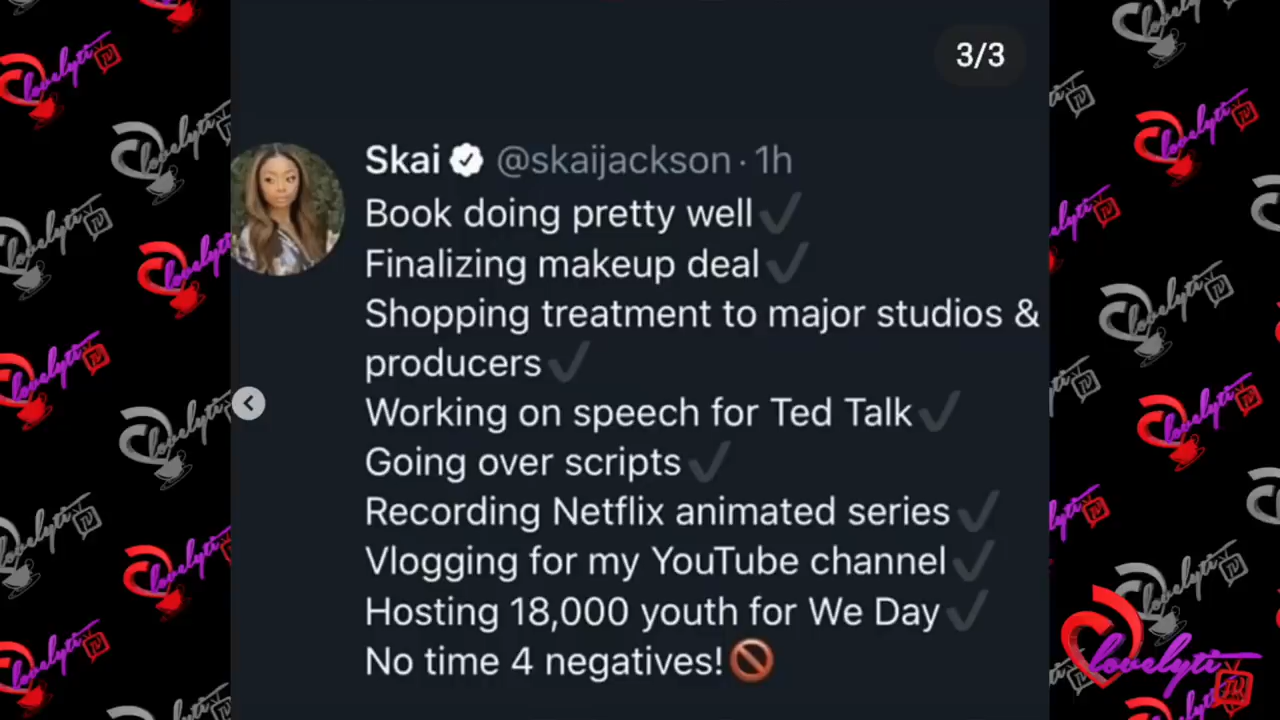 3/3
Skai @skaijackson · 1h
Book doing pretty well✔
Finalizing makeup deal✔
Shopping treatment to major studios &
producers✔
Working on speech for Ted Talk✔
Going over scripts✔
Recording Netflix animated series✔
Vlogging for my YouTube channel✔
Hosting 18,000 youth for We Day✔
No time 4 negatives!🚫
lovelyti
TV